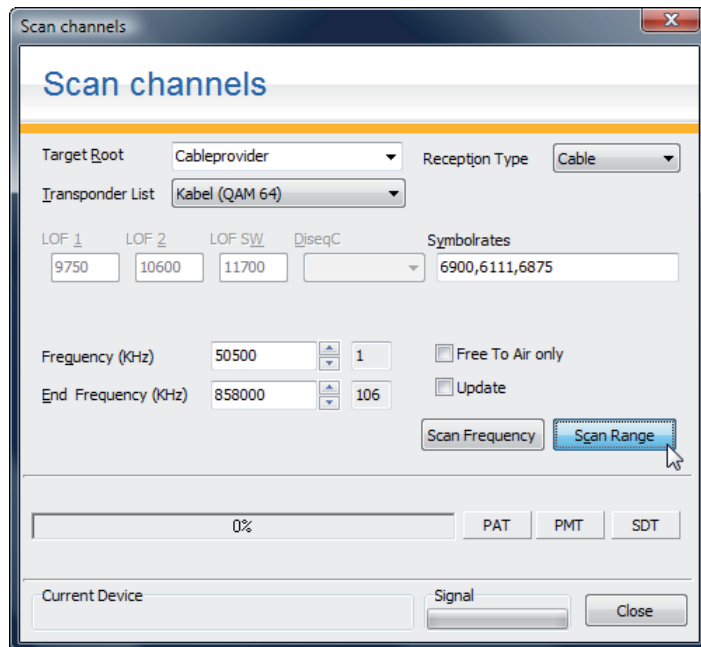 Scan channels
Scan channels
Target Root Cableprovider Reception Type Cable
Transponder List Kabel (QAM 64)
LOF 1 LOF 2 LOF SW DiseqC Symbolrates
9750 10600 11700 6900,6111,6875
Frequency (KHz) 50500 1 Free To Air only
End Frequency (KHz) 858000 106 Update
Scan Frequency Scan Range
0% PAT PMT SDT
Current Device Signal
Close